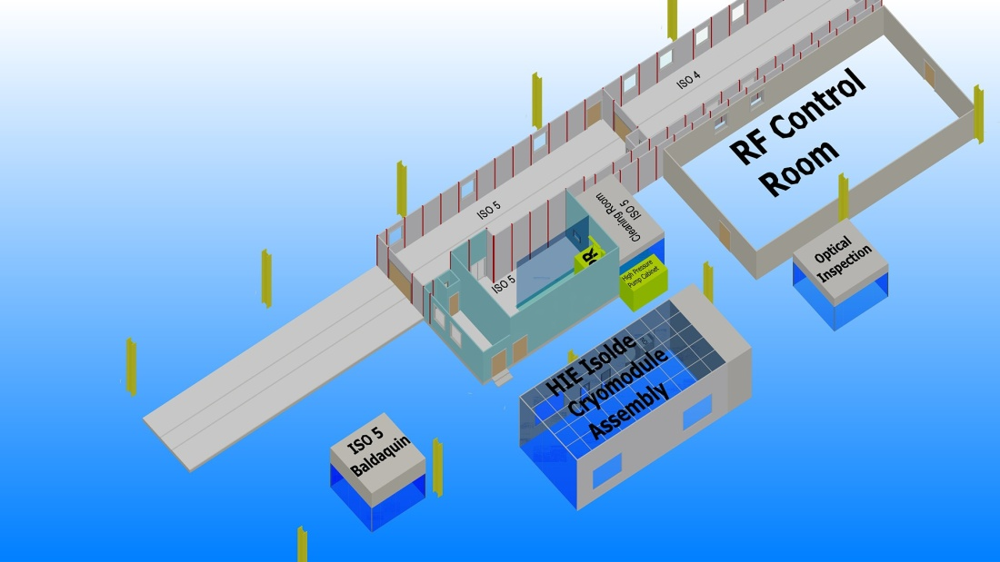 ISO 4
RF Control
Room
ISO 5
ISO 5
Cleaning Room
ISO 5
High Pressure
Pump Cabinet
Optical
Inspection
HIE Isolde
Cryomodule
Assembly
ISO 5
Baldaquin